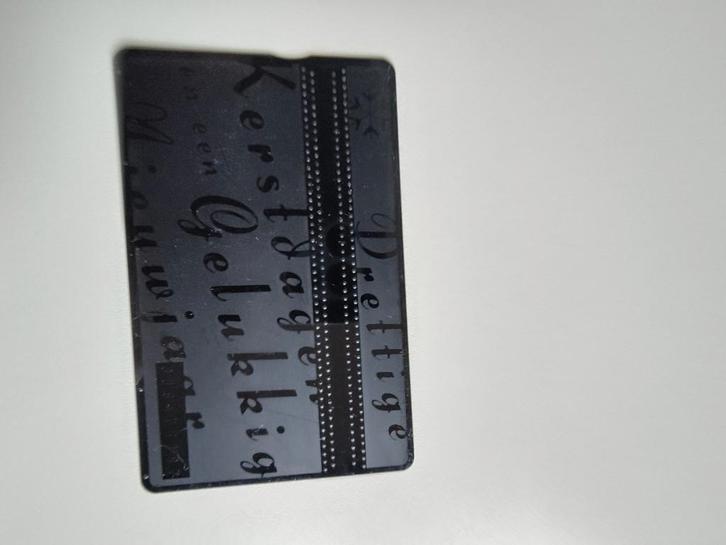 Prettige
Kerstdagen
en een
Gelukkig
Nieuwjaar